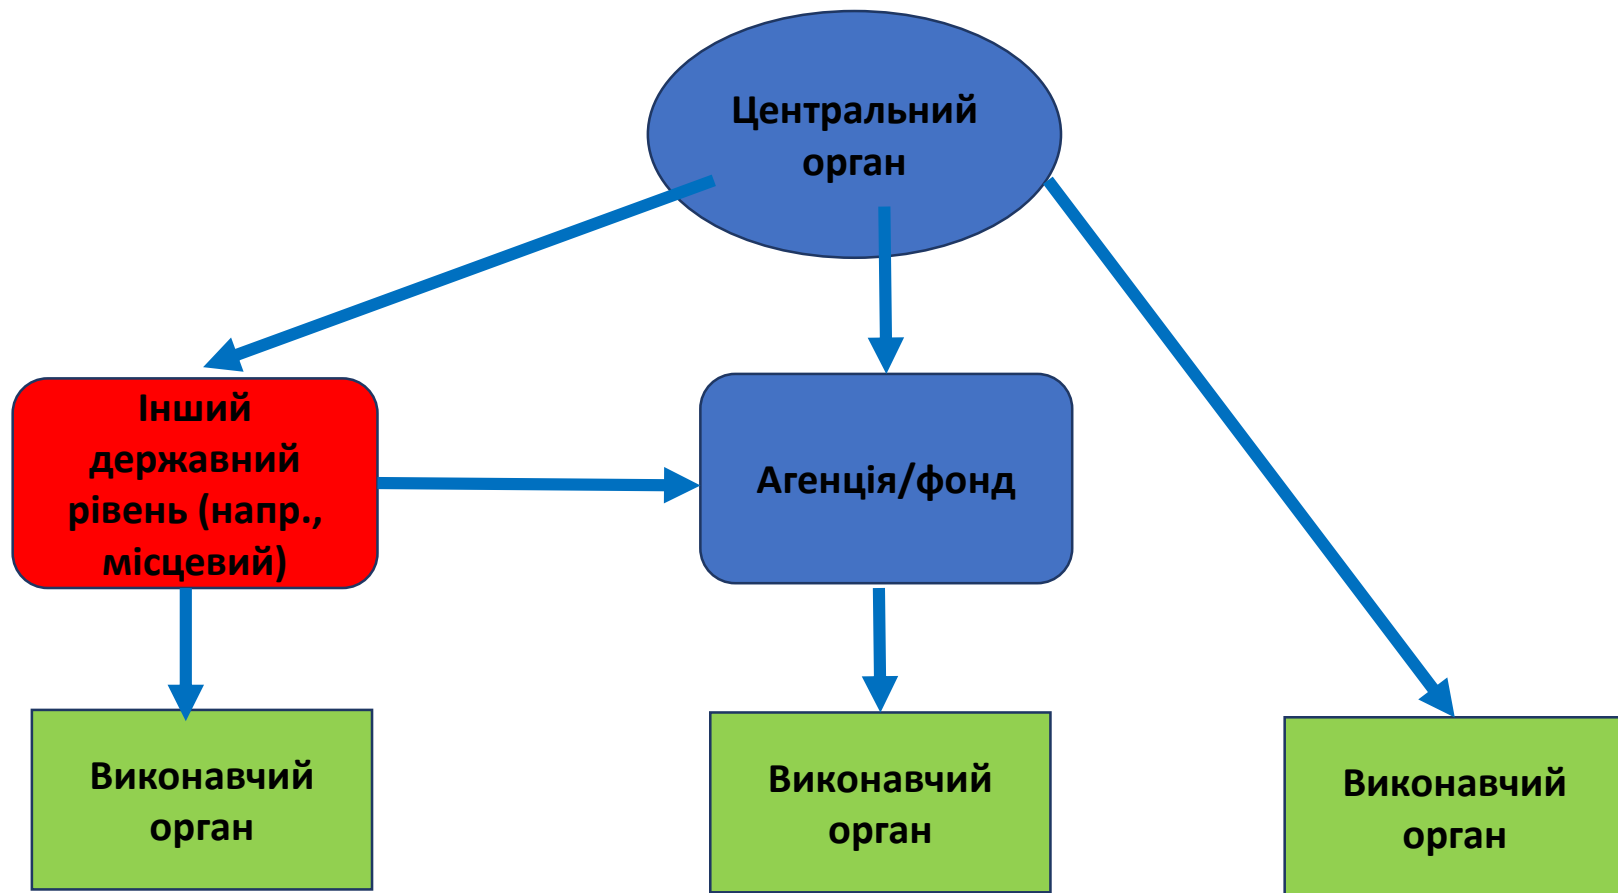 Центральний
орган
Інший
державний
рівень (напр.,
місцевий)
Агенція/фонд
Виконавчий
орган
Виконавчий
орган
Виконавчий
орган